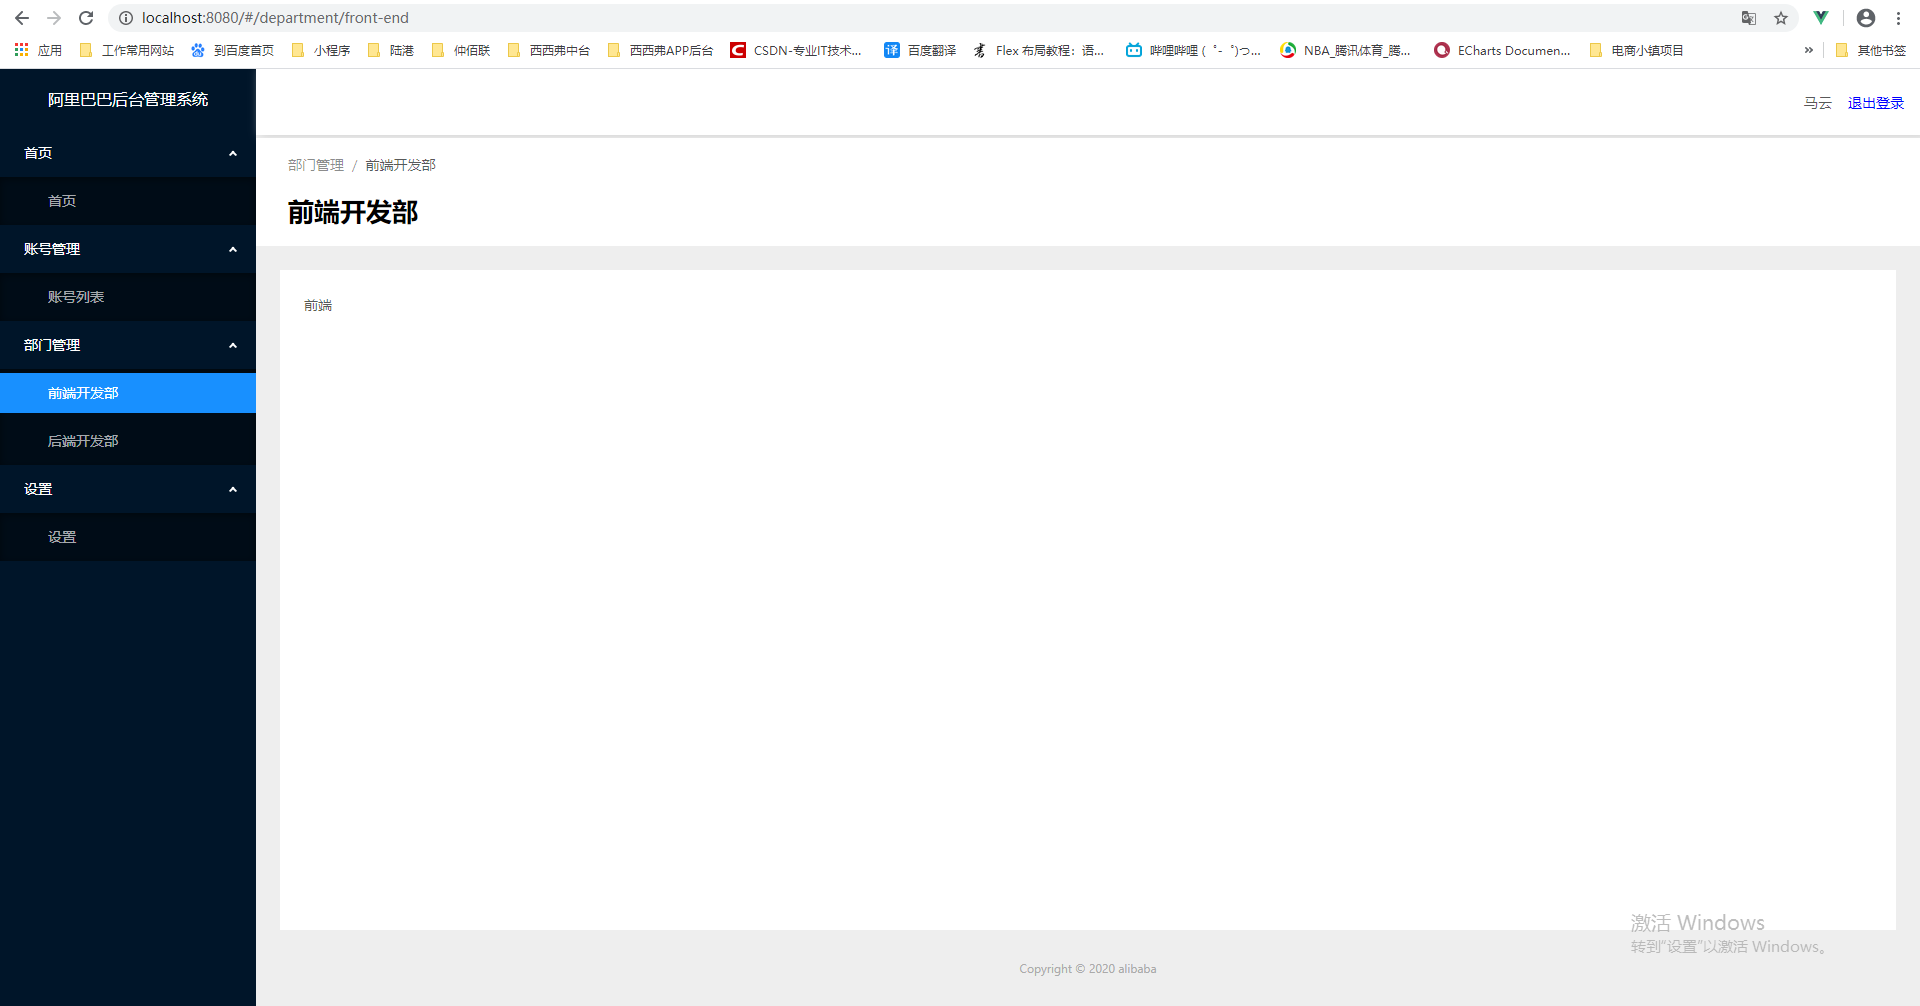 localhost:8080/#/department/front-end
应用 工作常用网站 到百度首页 小程序 陆港 仲佰联 西西弗中台 西西弗APP后台 CSDN-专业IT技术... 译 百度翻译 Flex 布局教程：语... 哔哩哔哩 (゜-゜)つ... NBA_腾讯体育_腾... ECharts Documen... 电商小镇项目 » 其他书签
阿里巴巴后台管理系统
马云 退出登录
首页
首页
账号管理
账号列表
部门管理
前端开发部
后端开发部
设置
设置
部门管理 / 前端开发部
前端开发部
前端
激活 Windows
转到“设置”以激活 Windows。
Copyright © 2020 alibaba